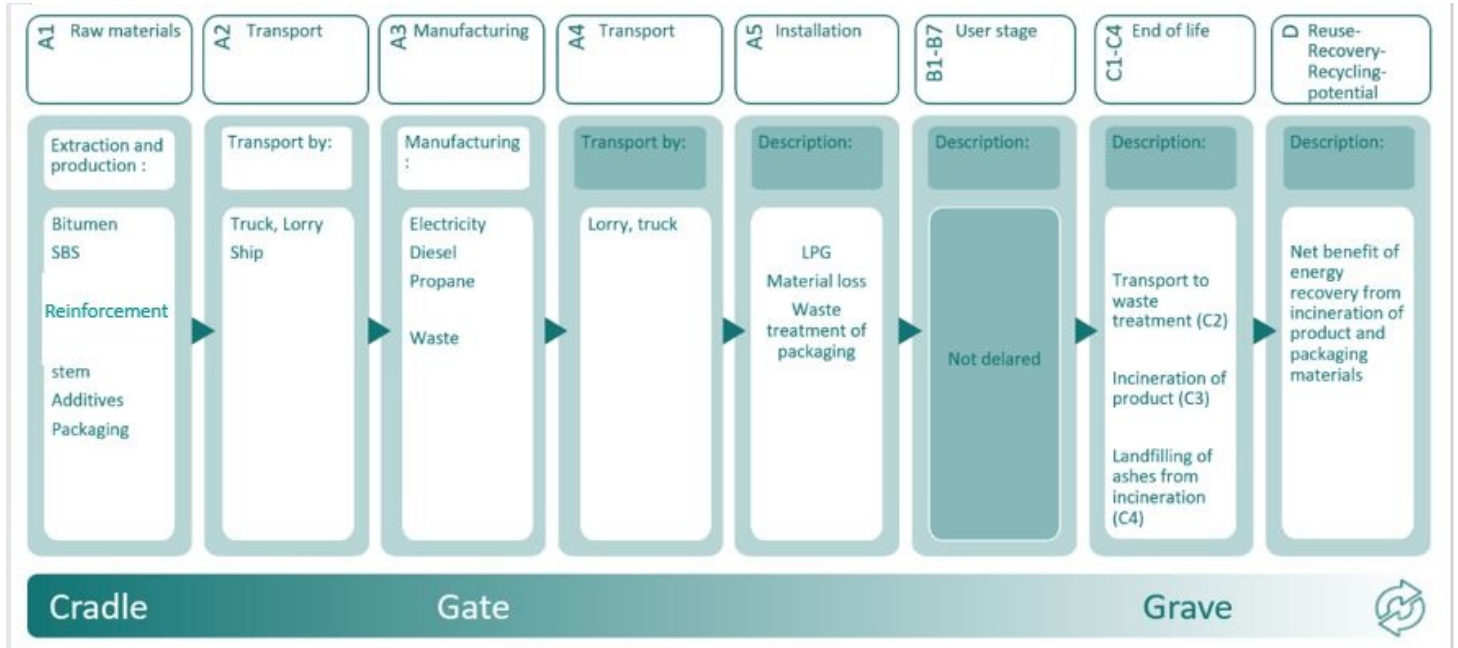 A1 Raw materials
A2 Transport
A3 Manufacturing
A4 Transport
A5 Installation
B1-B7 User stage
C1-C4 End of life
D Reuse-
Recovery-
Recycling-
potential
Extraction and
production :
Bitumen
SBS
Reinforcement
stem
Additives
Packaging
Transport by:
Truck, Lorry
Ship
Manufacturing
:
Electricity
Diesel
Propane
Waste
Transport by:
Lorry, truck
Description:
LPG
Material loss
Waste
treatment of
packaging
Description:
Not delared
Description:
Transport to
waste
treatment (C2)
Incineration of
product (C3)
Landfilling of
ashes from
incineration
(C4)
Description:
Net benefit of
energy
recovery from
incineration of
product and
packaging
materials
Cradle
Gate
Grave